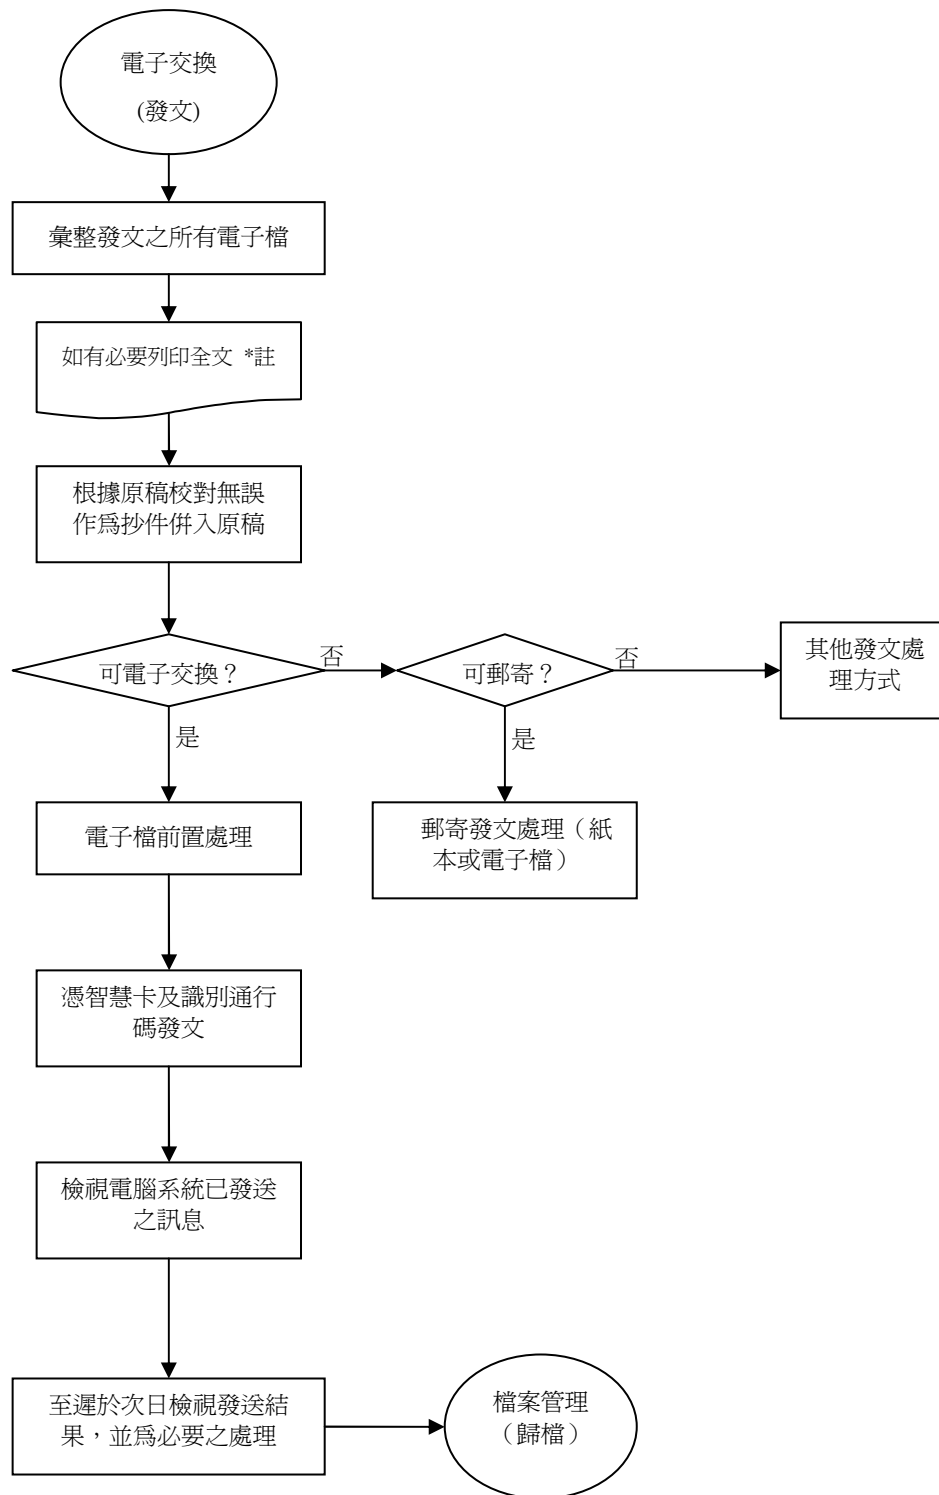 電子交換
(發文)
彙整發文之所有電子檔
如有必要列印全文 *註
根據原稿校對無誤
作爲抄件併入原稿
可電子交換？
否
可郵寄？
否
其他發文處
理方式
是
是
電子檔前置處理
郵寄發文處理（紙
本或電子檔）
憑智慧卡及識別通行
碼發文
檢視電腦系統已發送
之訊息
至遲於次日檢視發送結
果，並爲必要之處理
檔案管理
（歸檔）